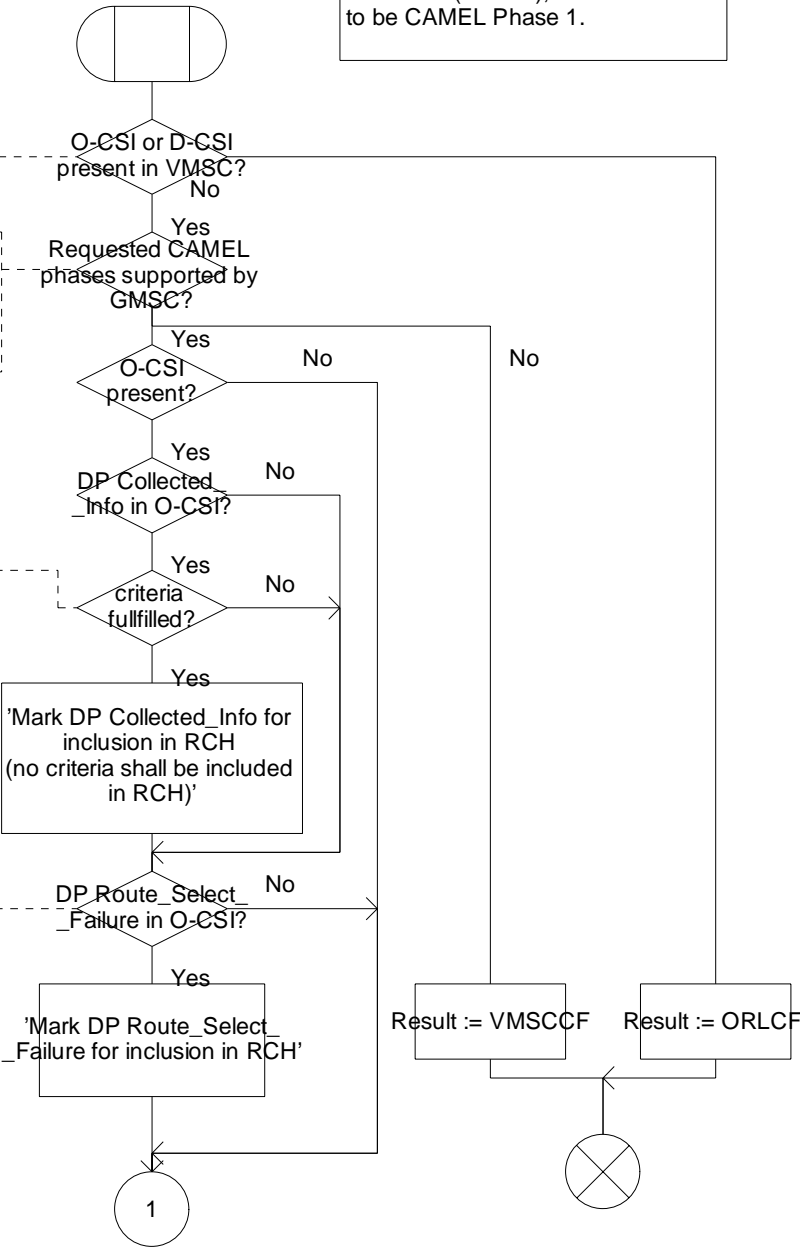 to be CAMEL Phase 1.
O-CSI or D-CSI
present in VMSC?
No
Yes
Requested CAMEL
phases supported by
GMSC?
Yes
No
No
O-CSI
present?
Yes
No
DP Collected_
_Info in O-CSI?
Yes
No
criteria
fullfilled?
Yes
'Mark DP Collected_Info for
inclusion in RCH
(no criteria shall be included
in RCH)'
DP Route_Select_
_Failure in O-CSI?
No
Yes
'Mark DP Route_Select_
_Failure for inclusion in RCH'
Result := VMSCCF
Result := ORLCF
1